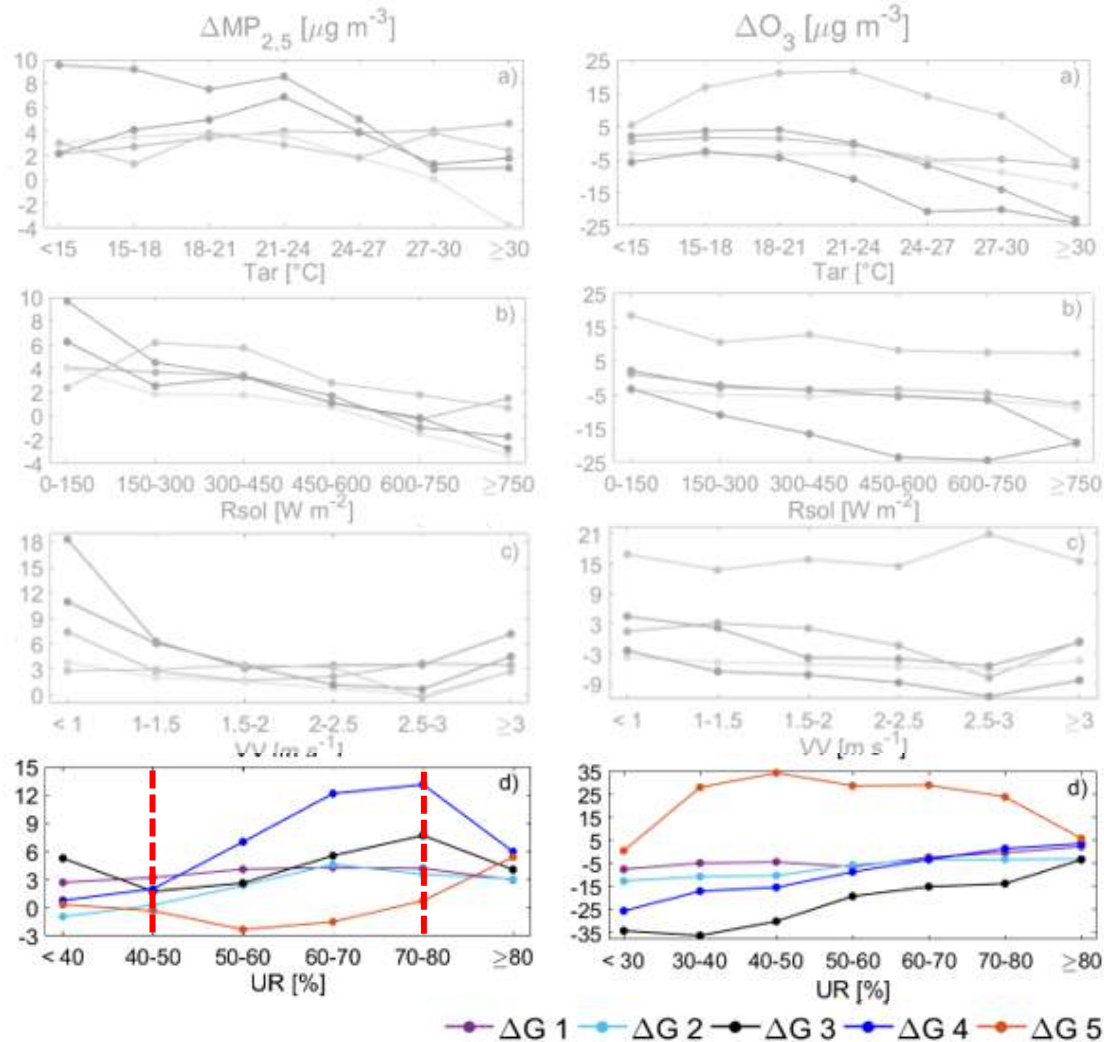 ΔMP2,5 [μg m-3]
ΔO3 μg m-3]
10
8
6
4
2
0
-2
-4
a)
<15 15-18 18-21 21-24 24-27 27-30 ≥30
Tar [°C]
25
15
5
-5
-15
-25
a)
<15 15-18 18-21 21-24 24-27 27-30 ≥30
Tar [°C]
10
8
6
4
2
0
-2
-4
b)
0-150 150-300 300-450 450-600 600-750 ≥750
Rsol [W m-2]
25
15
5
-5
-15
-25
b)
0-150 150-300 300-450 450-600 600-750 ≥750
Rsol [W m-2]
18
15
12
9
6
3
0
c)
< 1 1-1.5 1.5-2 2-2.5 2.5-3 ≥3
VV [m s-1]
21
15
9
3
-3
-9
c)
< 1 1-1.5 1.5-2 2-2.5 2.5-3 ≥3
VV [m s-1]
15
12
9
6
3
0
-3
d)
< 40 40-50 50-60 60-70 70-80 ≥80
UR [%]
35
25
15
5
-5
-15
-25
-35
d)
< 30 30-40 40-50 50-60 60-70 70-80 ≥80
UR [%]
ΔG 1 ΔG 2 ΔG 3 ΔG 4 ΔG 5